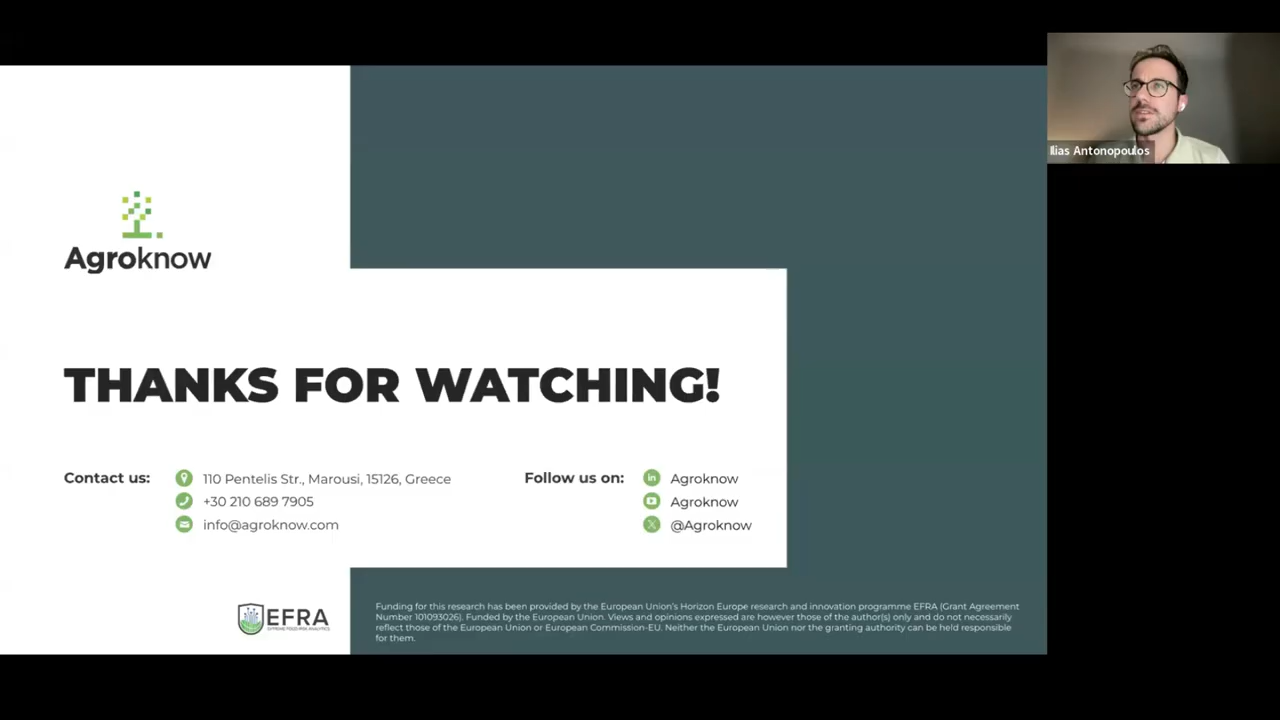 Ilias Antonopoulos
Agroknow
THANKS FOR WATCHING!
Contact us:
110 Pentelis Str., Marousi, 15126, Greece
+30 210 689 7905
info@agroknow.com
Follow us on:
Agroknow
Agroknow
@Agroknow
EFRA
EXTREME FOOD RISK ANALYTICS
Funding for this research has been provided by the European Union's Horizon Europe research and innovation programme EFRA (Grant Agreement
Number 101093026). Funded by the European Union. Views and opinions expressed are however those of the author(s) only and do not necessarily
reflect those of the European Union or European Commission-EU. Neither the European Union nor the granting authority can be held responsible
for them.